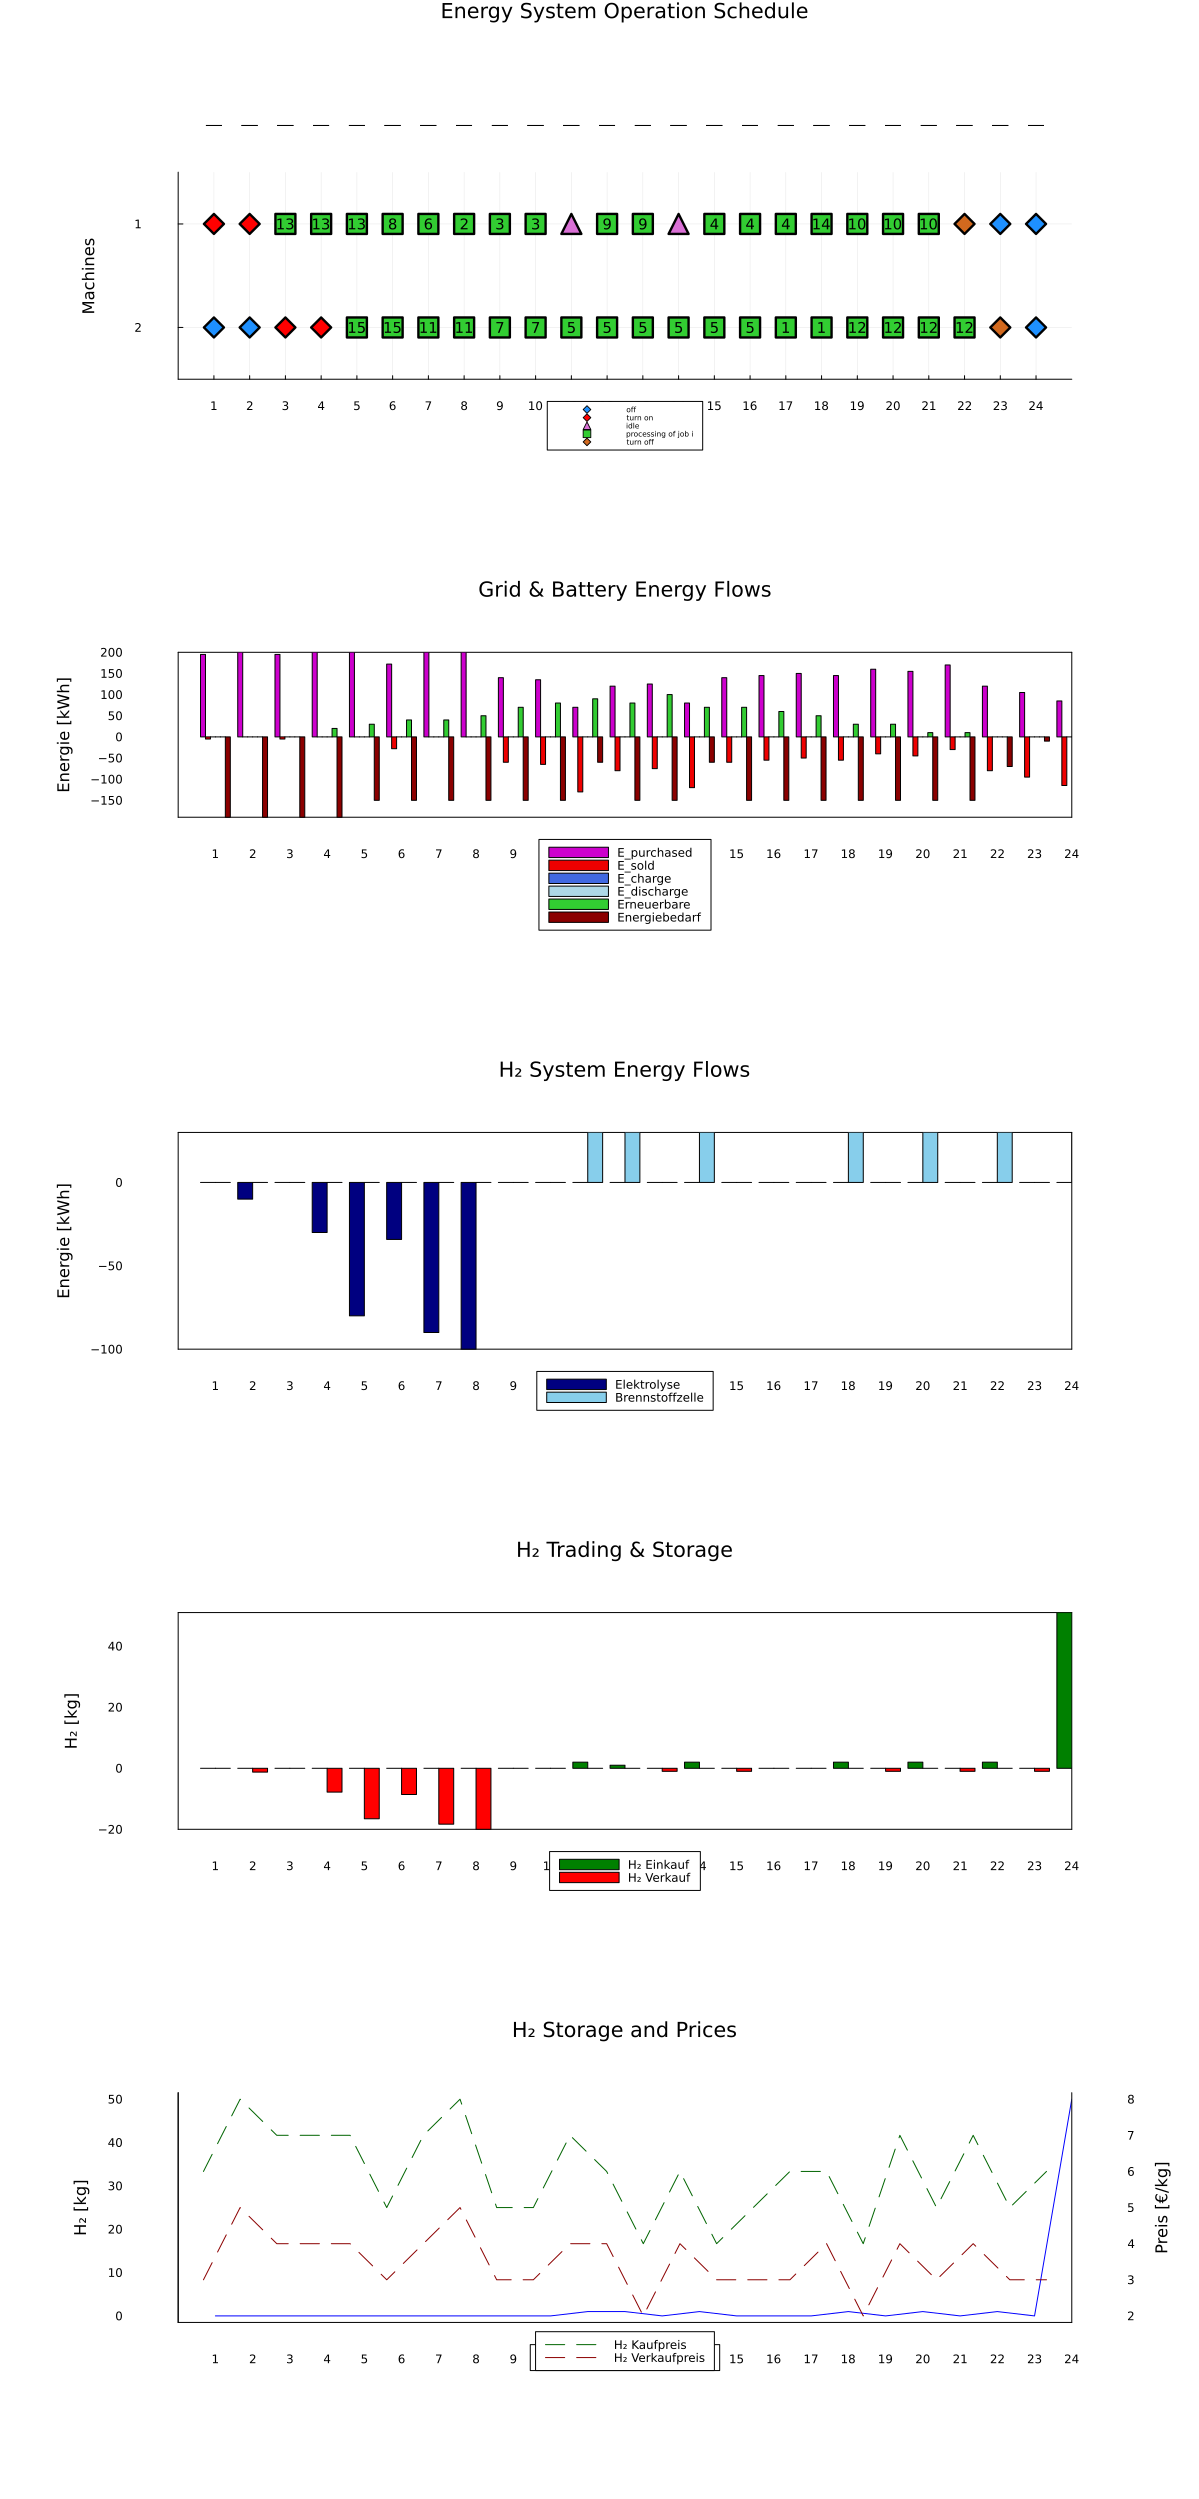 Energy System Operation Schedule
Machines
1
13 13 13 8 6 2 3 3 9 9 4 4 4 14 10 10 10
2
15 15 11 11 7 7 5 5 5 5 5 5 1 1 12 12 12 12
1 2 3 4 5 6 7 8 9 10 15 16 17 18 19 20 21 22 23 24
off
turn on
idle
processing of job i
turn off
Grid & Battery Energy Flows
Energie [kWh]
200
150
100
50
0
−50
−100
−150
1 2 3 4 5 6 7 8 9 15 16 17 18 19 20 21 22 23 24
E_purchased
E_sold
E_charge
E_discharge
Erneuerbare
Energiebedarf
H₂ System Energy Flows
Energie [kWh]
0
−50
−100
1 2 3 4 5 6 7 8 9 15 16 17 18 19 20 21 22 23 24
Elektrolyse
Brennstoffzelle
H₂ Trading & Storage
H₂ [kg]
40
20
0
−20
1 2 3 4 5 6 7 8 9 1 4 15 16 17 18 19 20 21 22 23 24
H₂ Einkauf
H₂ Verkauf
H₂ Storage and Prices
H₂ [kg]
50
40
30
20
10
0
8
7
6
5
4
3
2
Preis [€/kg]
1 2 3 4 5 6 7 8 9 15 16 17 18 19 20 21 22 23 24
H₂ Kaufpreis
H₂ Verkaufpreis